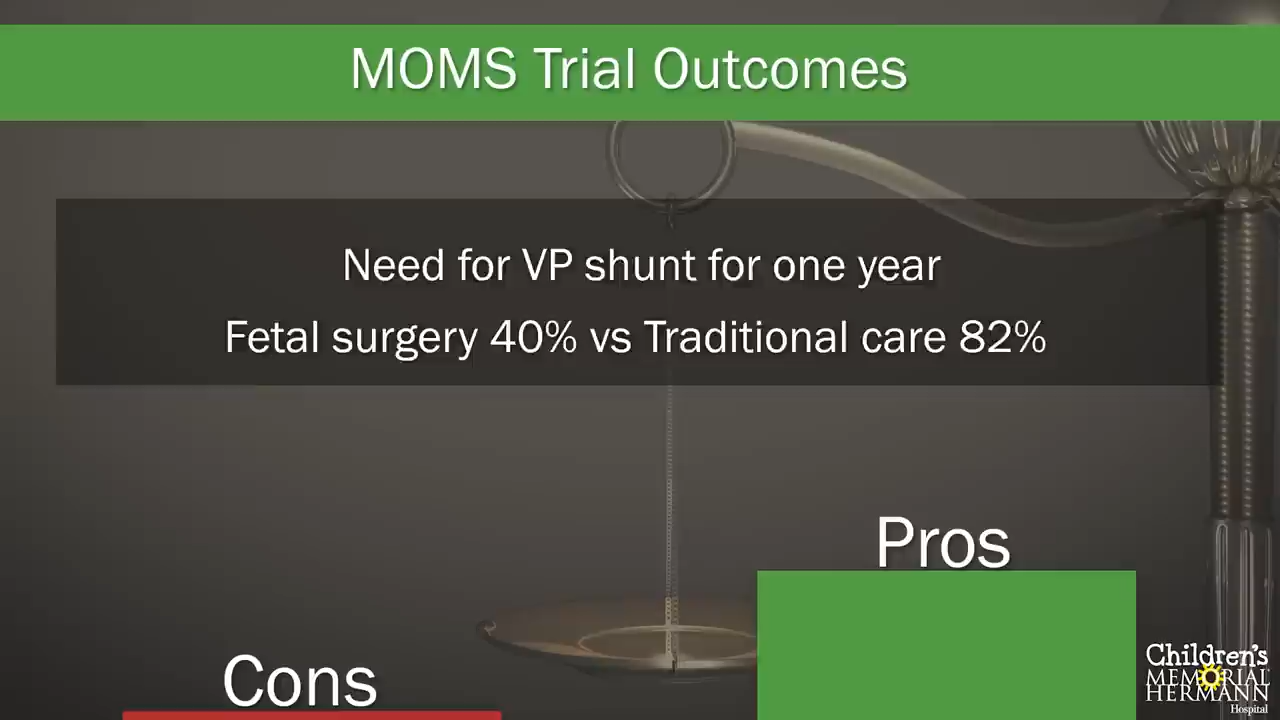 MOMS Trial Outcomes
Need for VP shunt for one year
Fetal surgery 40% vs Traditional care 82%
Pros
Cons
Children's
MEMORIAL
HERMANN
Hospital